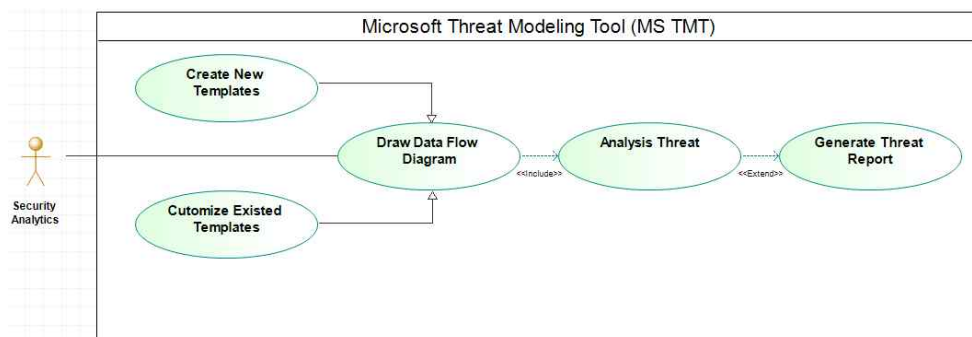 Microsoft Threat Modeling Tool (MS TMT)
Create New
Templates
Draw Data Flow
Diagram
Analysis Threat
Generate Threat
Report
<<Include>>
<<Extend>>
Security
Analytics
Cutomize Existed
Templates